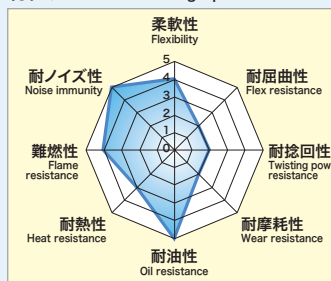 柔軟性
Flexibility
耐ノイズ性
Noise immunity
耐屈曲性
Flex resistance
5
4
3
2
1
0
難燃性
Flame
resistance
耐捻回性
Twisting pow
resistance
耐熱性
Heat resistance
耐摩耗性
Wear resistance
耐油性
Oil resistance